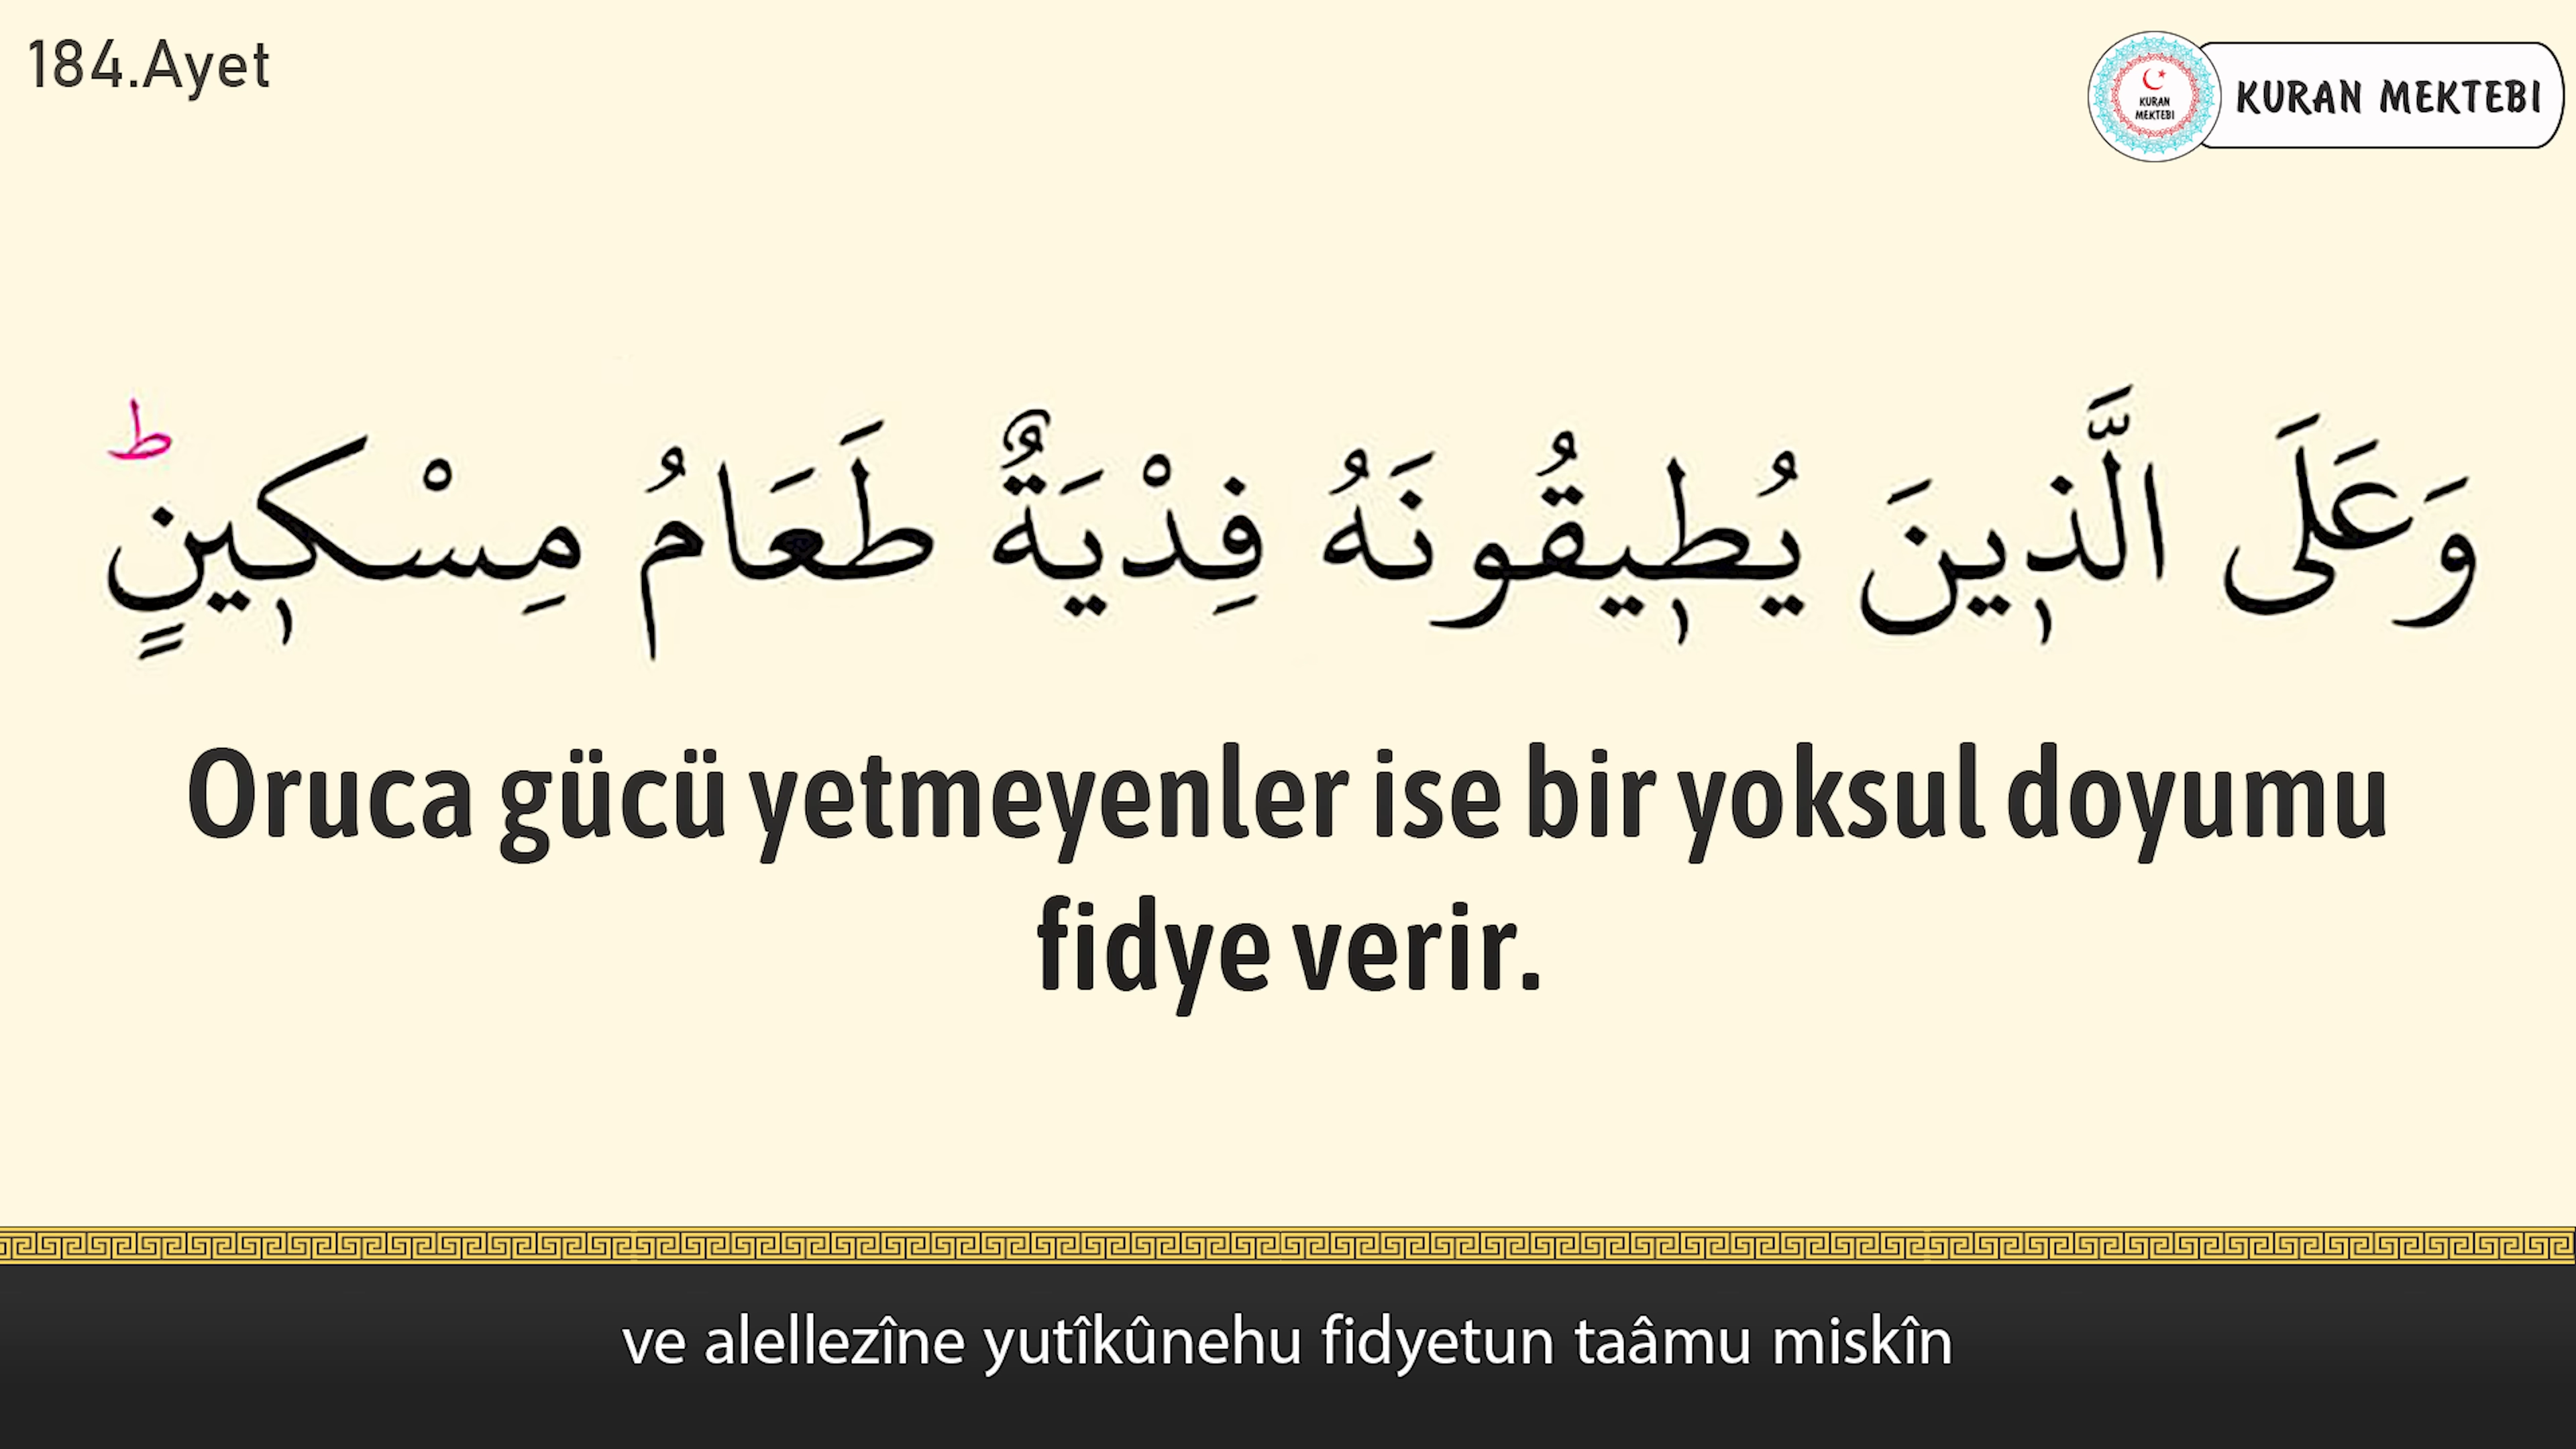 184.Ayet
KURAN
MEKTEBI
KURAN MEKTEBI
وَعَلَى الَّذٖينَ يُطٖيقُونَهُ فِدْيَةٌ طَعَامُ مِسْكٖينٍؕ
Oruca gücü yetmeyenler ise bir yoksul doyumu
fidye verir.
ve alellezîne yutîkûnehu fidyetun taâmu miskîn